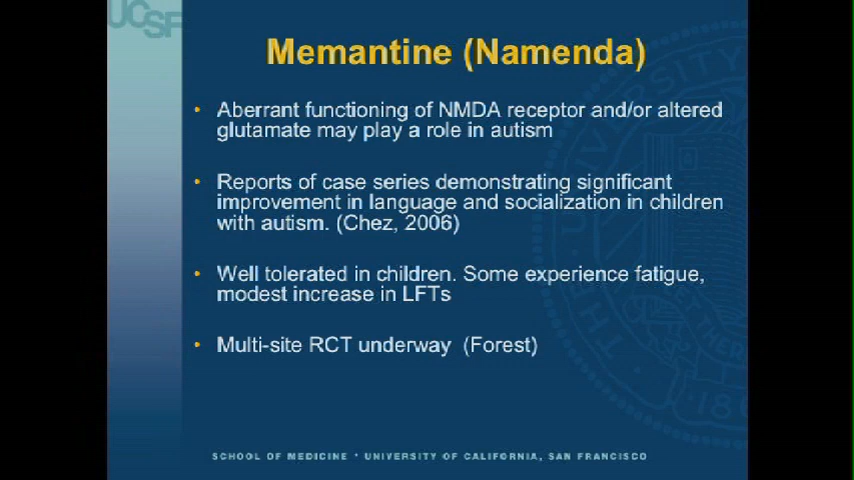 UCSF
Memantine (Namenda)
• Aberrant functioning of NMDA receptor and/or altered
glutamate may play a role in autism
• Reports of case series demonstrating significant
improvement in language and socialization in children
with autism. (Chez, 2006)
• Well tolerated in children. Some experience fatigue,
modest increase in LFTs
• Multi-site RCT underway (Forest)
SCHOOL OF MEDICINE * UNIVERSITY OF CALIFORNIA, SAN FRANCISCO